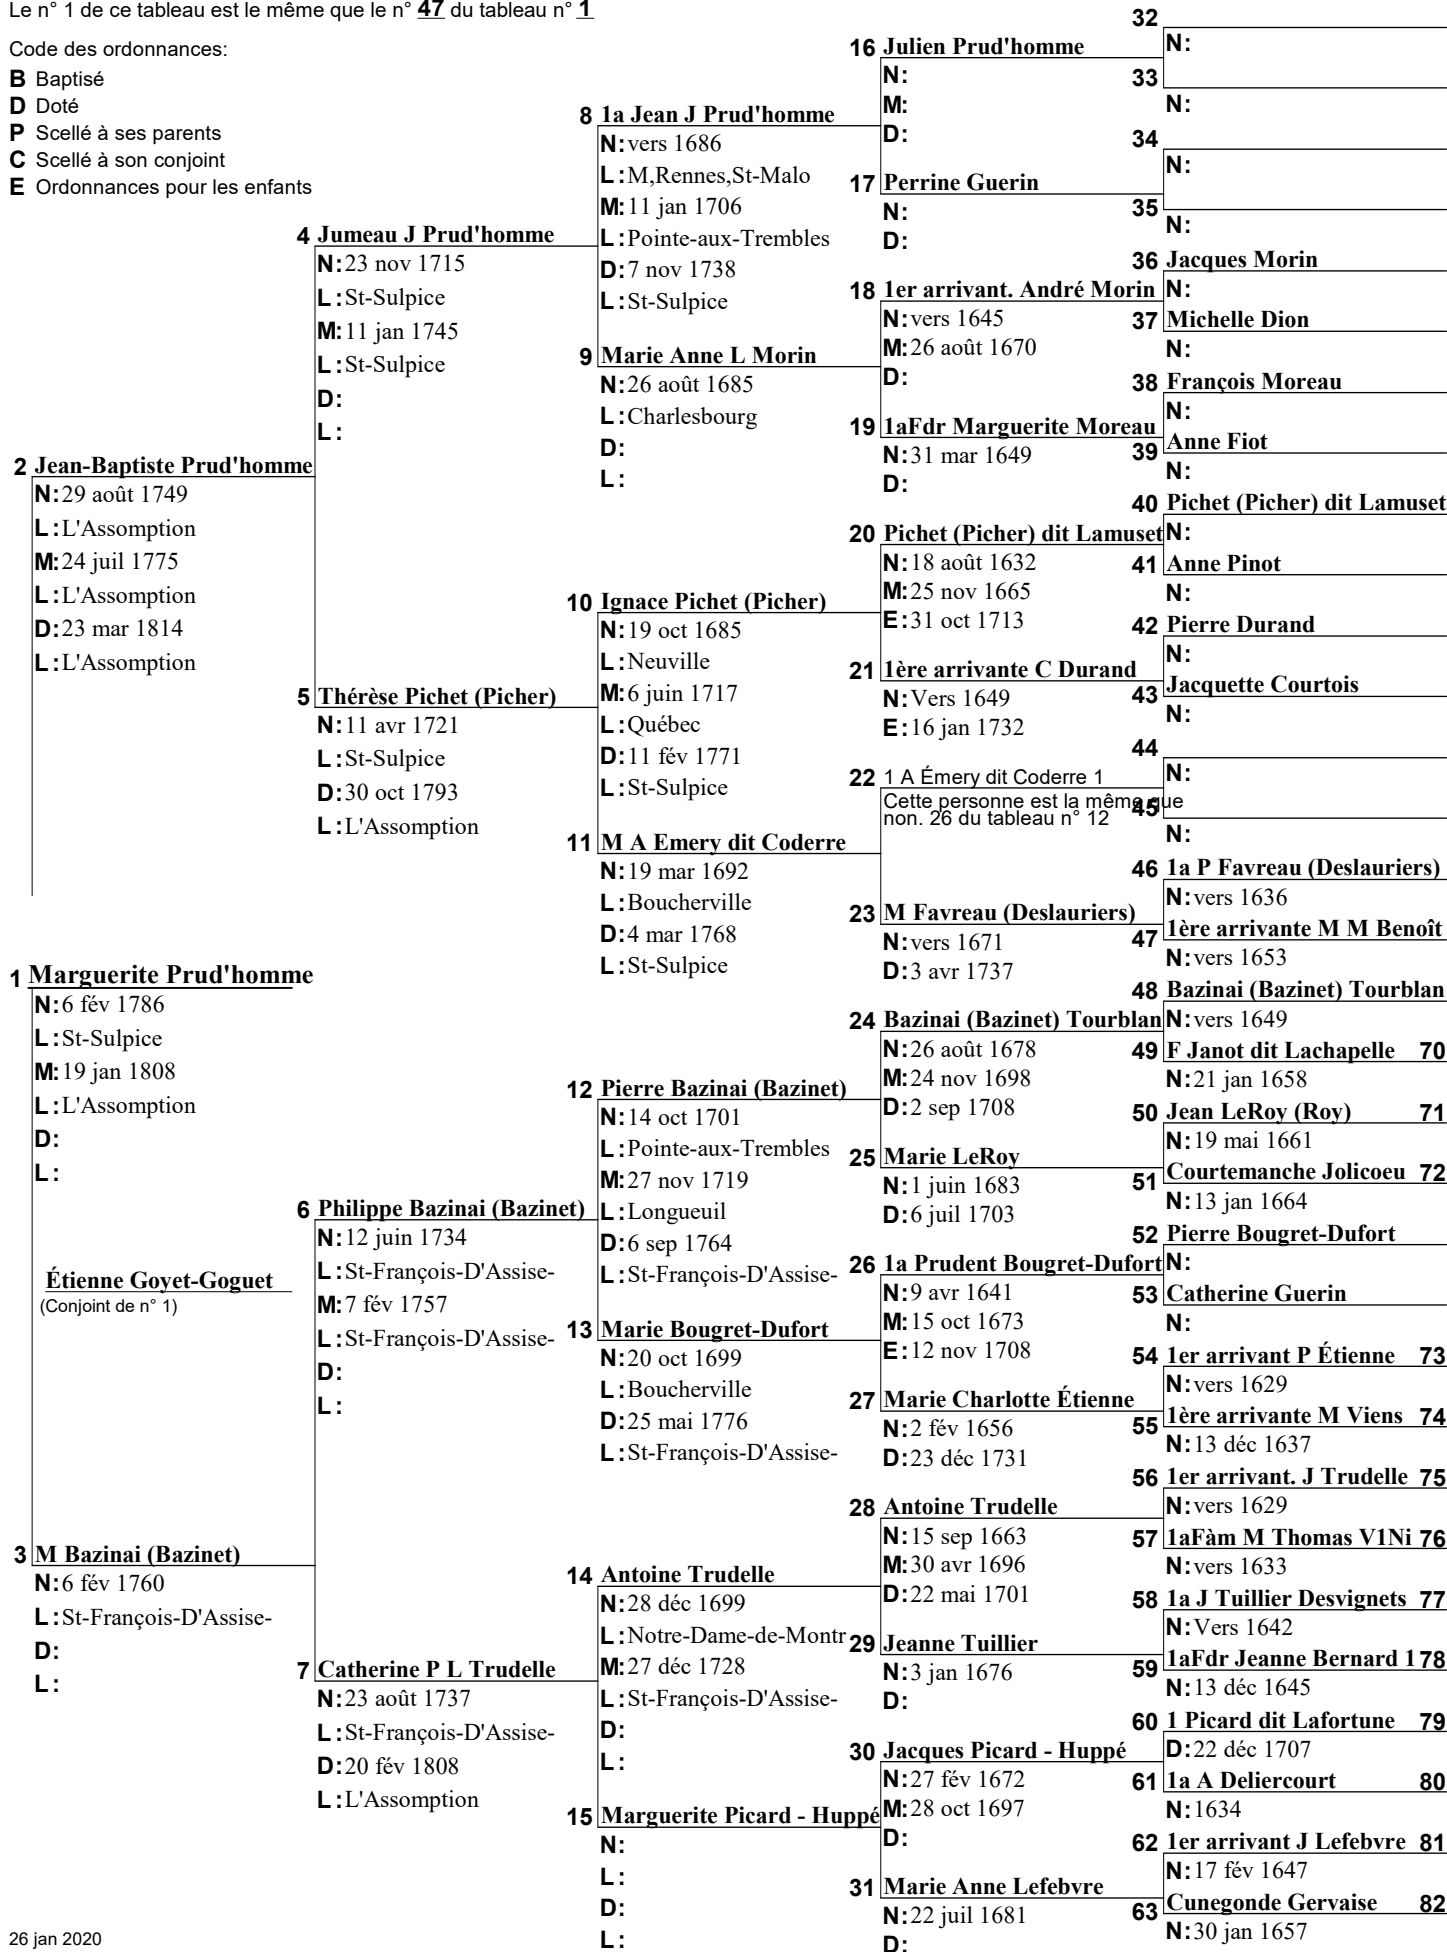 Le n° 1 de ce tableau est le même que le n° 47 du tableau n° 1
Code des ordonnances:
B Baptisé
D Doté
P Scellé à ses parents
C Scellé à son conjoint
E Ordonnances pour les enfants
2 Jean-Baptiste Prud'homme
N: 29 août 1749
L: L'Assomption
M: 24 juil 1775
L: L'Assomption
D: 23 mar 1814
L: L'Assomption
1 Marguerite Prud'homme
N: 6 fév 1786
L: St-Sulpice
M: 19 jan 1808
L: L'Assomption
D:
L:
Étienne Goyet-Goguet
(Conjoint de n° 1)
3 M Bazinai (Bazinet)
N: 6 fév 1760
L: St-François-D'Assise-
D:
L:
4 Jumeau J Prud'homme
N: 23 nov 1715
L: St-Sulpice
M: 11 jan 1745
L: St-Sulpice
D:
L:
5 Thérèse Pichet (Picher)
N: 11 avr 1721
L: St-Sulpice
D: 30 oct 1793
L: L'Assomption
6 Philippe Bazinai (Bazinet)
N: 12 juin 1734
L: St-François-D'Assise-
M: 7 fév 1757
L: St-François-D'Assise-
D:
L:
7 Catherine P L Trudelle
N: 23 août 1737
L: St-François-D'Assise-
D: 20 fév 1808
L: L'Assomption
8 1a Jean J Prud'homme
N: vers 1686
L: M,Rennes,St-Malo
M: 11 jan 1706
L: Pointe-aux-Trembles
D: 7 nov 1738
L: St-Sulpice
9 Marie Anne L Morin
N: 26 août 1685
L: Charlesbourg
D:
L:
10 Ignace Pichet (Picher)
N: 19 oct 1685
L: Neuville
M: 6 juin 1717
L: Québec
D: 11 fév 1771
L: St-Sulpice
11 M A Emery dit Coderre
N: 19 mar 1692
L: Boucherville
D: 4 mar 1768
L: St-Sulpice
12 Pierre Bazinai (Bazinet)
N: 14 oct 1701
L: Pointe-aux-Trembles
M: 27 nov 1719
L: Longueuil
D: 6 sep 1764
L: St-François-D'Assise-
13 Marie Bougret-Dufort
N: 20 oct 1699
L: Boucherville
D: 25 mai 1776
L: St-François-D'Assise-
14 Antoine Trudelle
N: 28 déc 1699
L: Notre-Dame-de-Montr
M: 27 déc 1728
L: St-François-D'Assise-
D:
L:
15 Marguerite Picard - Huppé
N:
L:
D:
L:
16 Julien Prud'homme
N:
M:
D:
17 Perrine Guerin
N:
D:
18 1er arrivant. André Morin
N: vers 1645
M: 26 août 1670
D:
19 1aFdr Marguerite Moreau
N: 31 mar 1649
D:
20 Pichet (Picher) dit Lamuset
N: 18 août 1632
M: 25 nov 1665
E: 31 oct 1713
21 1ère arrivante C Durand
N: Vers 1649
E: 16 jan 1732
22 1 A Émery dit Coderre 1
Cette personne est la même que
non. 26 du tableau n° 12
23 M Favreau (Deslauriers)
N: vers 1671
D: 3 avr 1737
24 Bazinai (Bazinet) Tourblan
N: 26 août 1678
M: 24 nov 1698
D: 2 sep 1708
25 Marie LeRoy
N: 1 juin 1683
D: 6 juil 1703
26 1a Prudent Bougret-Dufort
N: 9 avr 1641
M: 15 oct 1673
E: 12 nov 1708
27 Marie Charlotte Étienne
N: 2 fév 1656
D: 23 déc 1731
28 Antoine Trudelle
N: 15 sep 1663
M: 30 avr 1696
D: 22 mai 1701
29 Jeanne Tuillier
N: 3 jan 1676
D:
30 Jacques Picard - Huppé
N: 27 fév 1672
M: 28 oct 1697
D:
31 Marie Anne Lefebvre
N: 22 juil 1681
D:
32
N:
33
N:
34
N:
35
N:
36 Jacques Morin
N:
37 Michelle Dion
N:
38 François Moreau
N:
39 Anne Fiot
N:
40 Pichet (Picher) dit Lamuset
N:
41 Anne Pinot
N:
42 Pierre Durand
N:
43 Jacquette Courtois
N:
44
N:
45
N:
46 1a P Favreau (Deslauriers)
N: vers 1636
47 1ère arrivante M M Benoît
N: vers 1653
48 Bazinai (Bazinet) Tourblan
N: vers 1649
49 F Janot dit Lachapelle 70
N: 21 jan 1658
50 Jean LeRoy (Roy) 71
N: 19 mai 1661
51 Courtemanche Jolicoeu 72
N: 13 jan 1664
52 Pierre Bougret-Dufort
N:
53 Catherine Guerin
N:
54 1er arrivant P Étienne 73
N: vers 1629
55 1ère arrivante M Viens 74
N: 13 déc 1637
56 1er arrivant. J Trudelle 75
N: vers 1629
57 1aFàm M Thomas V1Ni 76
N: vers 1633
58 1a J Tuillier Desvignets 77
N: Vers 1642
59 1aFdr Jeanne Bernard 1 78
N: 13 déc 1645
60 1 Picard dit Lafortune 79
D: 22 déc 1707
61 1a A Deliercourt 80
N: 1634
62 1er arrivant J Lefebvre 81
N: 17 fév 1647
63 Cunegonde Gervaise 82
N: 30 jan 1657
26 jan 2020